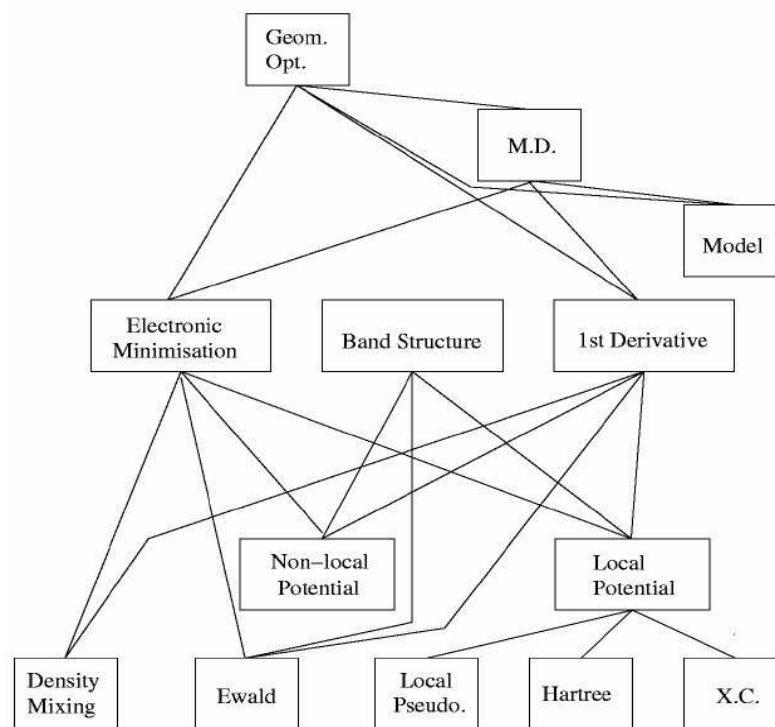 Geom.
Opt.
M.D.
Model
Electronic
Minimisation
Band Structure
1st Derivative
Non-local
Potential
Local
Potential
Density
Mixing
Ewald
Local
Pseudo.
Hartree
X.C.